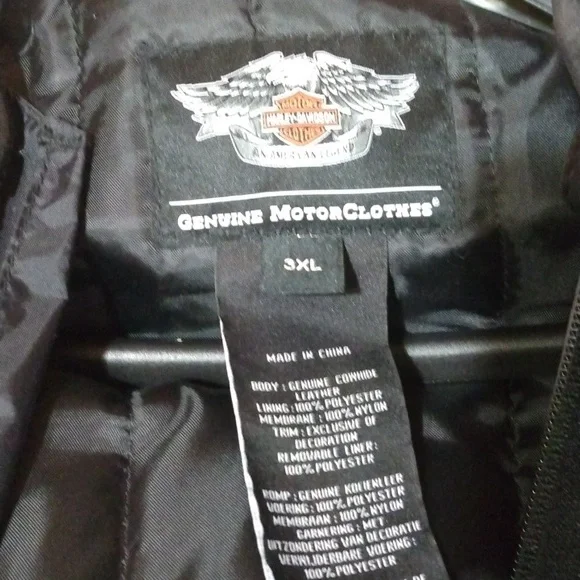 MOTOR
HARLEY-DAVIDSON
CLOTHES
AN AMERICAN LEGEND
GENUINE MOTORCLOTHES®
3XL
MADE IN CHINA
BODY: GENUINE COWHIDE
LEATHER
LINING: 100% POLYESTER
MEMBRANE: 100% NYLON
TRIM: EXCLUSIVE OF
DECORATION
REMOVABLE LINER:
100% POLYESTER
ROMP: GENUINE KOEIENLEER
VOERING: 100% POLYESTER
MEMBRAAN: 100% NYLON
GARNERING: MET
UITZONDERING VAN DECORATIE
VERWIJDERBARE VOERING:
100% POLYESTER